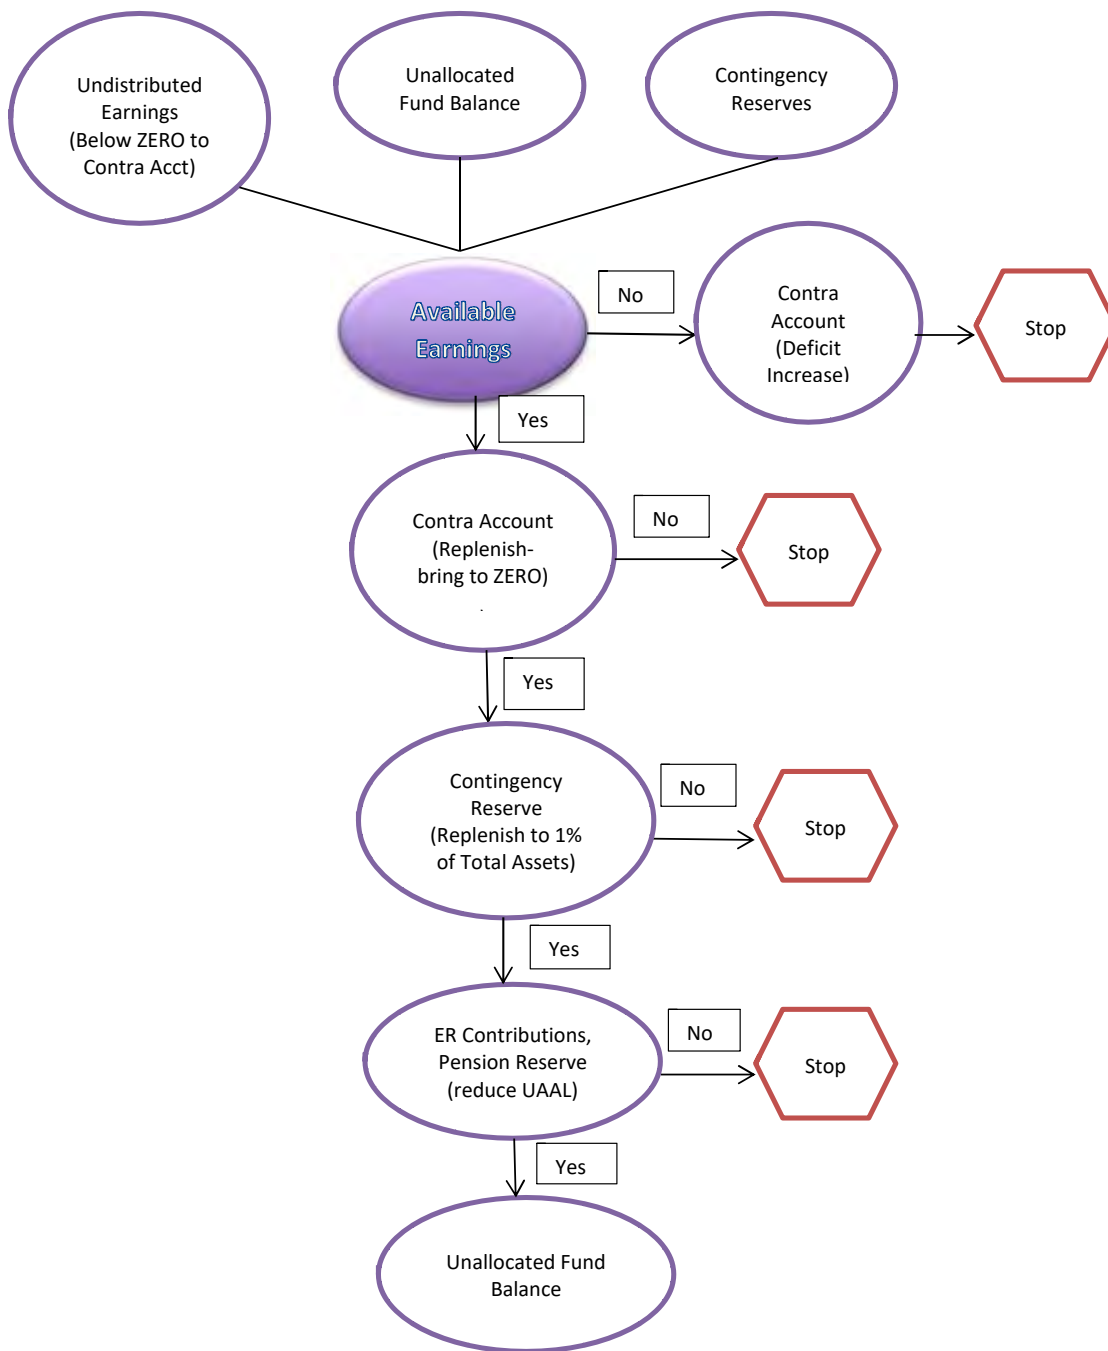 Undistributed
Earnings
(Below ZERO to
Contra Acct)
Unallocated
Fund Balance
Contingency
Reserves
Available
Earnings
No
Contra
Account
(Deficit
Increase)
Stop
Yes
Contra Account
(Replenish-
bring to ZERO)
.
No
Stop
Yes
Contingency
Reserve
(Replenish to 1%
of Total Assets)
No
Stop
Yes
ER Contributions,
Pension Reserve
(reduce UAAL)
No
Stop
Yes
Unallocated Fund
Balance